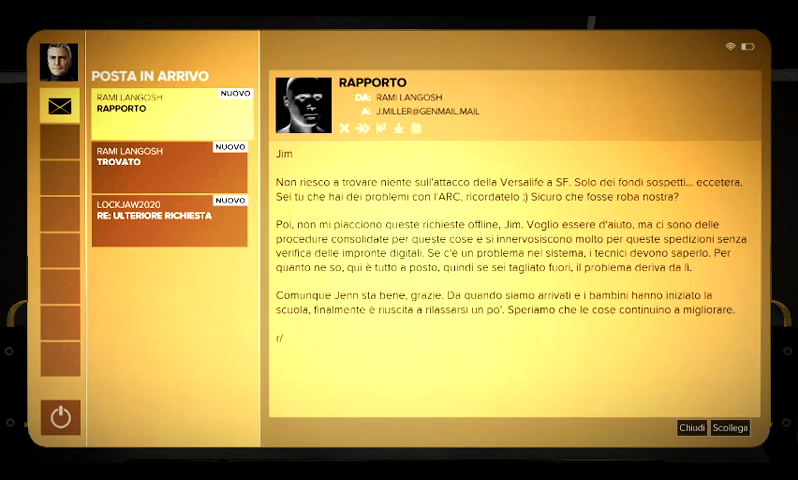 POSTA IN ARRIVO
NUOVO
RAMI LANGOSH
RAPPORTO
NUOVO
RAMI LANGOSH
TROVATO
NUOVO
LOCKJAW2020
RE: ULTERIORE RICHIESTA
RAPPORTO
DA: RAMI LANGOSH
A: J.MILLER@GENMAIL.MAIL
Jim
Non riesco a trovare niente sull'attacco della Versalife a SF. Solo dei fondi sospetti... eccetera.
Sei tu che hai dei problemi con l'ARC, ricordatelo :) Sicuro che fosse roba nostra?
Poi, non mi piacciono queste richieste offline, Jim. Voglio essere d'aiuto, ma ci sono delle
procedure consolidate per queste cose e si innervosiscono molto per queste spedizioni senza
verifica delle impronte digitali. Se c'è un problema nel sistema, i tecnici devono saperlo. Per
quanto ne so, qui è tutto a posto, quindi se sei tagliato fuori, il problema deriva da lì.
Comunque Jenn sta bene, grazie. Da quando siamo arrivati e i bambini hanno iniziato la
scuola, finalmente è riuscita a rilassarsi un po'. Speriamo che le cose continuino a migliorare.
r/
Chiudi
Scollega